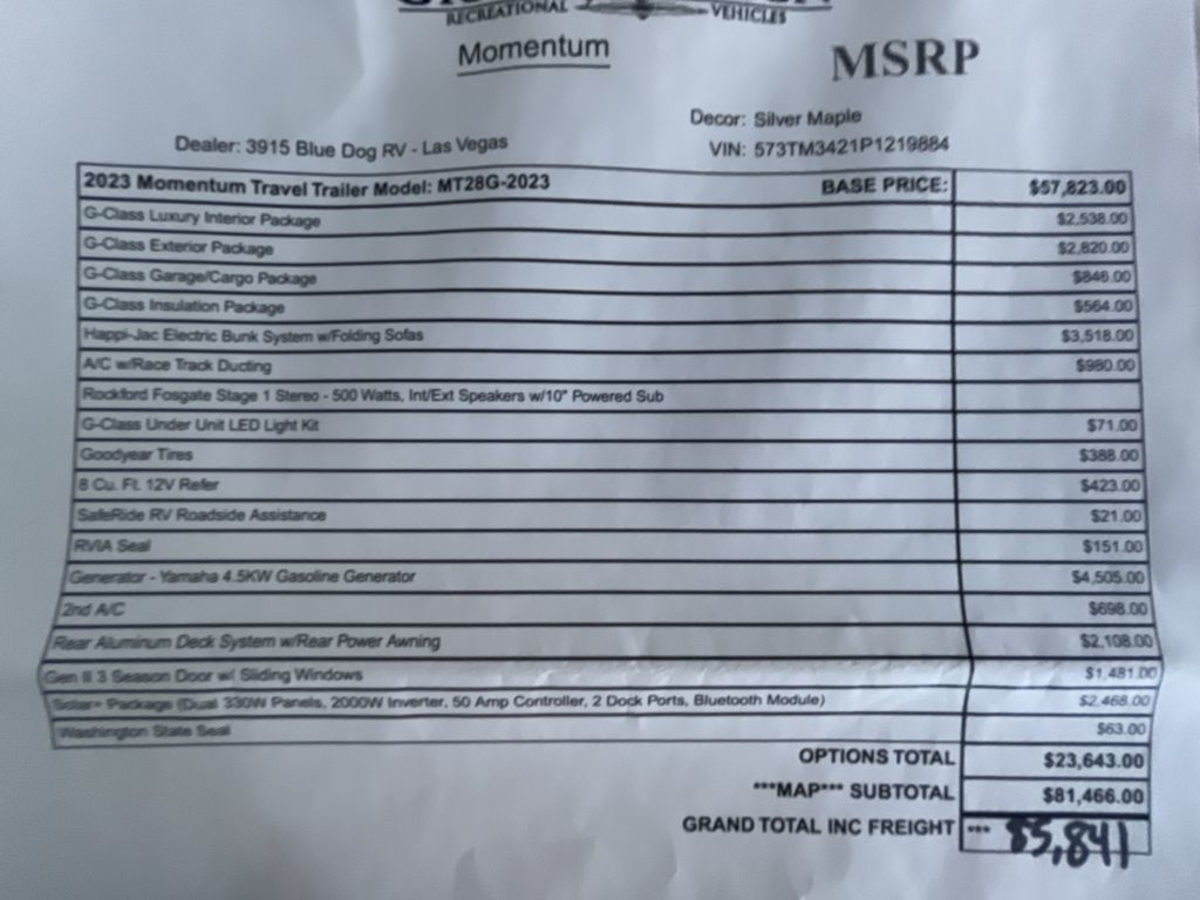 RECREATIONAL VEHICLES
Momentum
MSRP
Decor: Silver Maple
Dealer: 3915 Blue Dog RV - Las Vegas
VIN: 573TM3421P1219884
2023 Momentum Travel Trailer Model: MT28G-2023 BASE PRICE: $57,823.00
G-Class Luxury Interior Package $2,538.00
G-Class Exterior Package $2,820.00
G-Class Garage/Cargo Package $846.00
G-Class Insulation Package $564.00
Happi-Jac Electric Bunk System w/Folding Sofas $3,518.00
A/C w/Race Track Ducting $980.00
Rockford Fosgate Stage 1 Stereo - 500 Watts, Int/Ext Speakers w/10" Powered Sub
G-Class Under Unit LED Light Kit $71.00
Goodyear Tires $388.00
8 Cu. Ft. 12V Refer $423.00
SafeRide RV Roadside Assistance $21.00
RVIA Seal $151.00
Generator - Yamaha 4.5KW Gasoline Generator $4,505.00
2nd A/C $698.00
Rear Aluminum Deck System w/Rear Power Awning $2,108.00
Gen II 3 Season Door w/ Sliding Windows $1,481.00
Solar+ Package (Dual 330W Panels, 2000W Inverter, 50 Amp Controller, 2 Dock Ports, Bluetooth Module) $2,468.00
Washington State Seal $63.00
OPTIONS TOTAL $23,643.00
***MAP*** SUBTOTAL $81,466.00
GRAND TOTAL INC FREIGHT *** 85,841